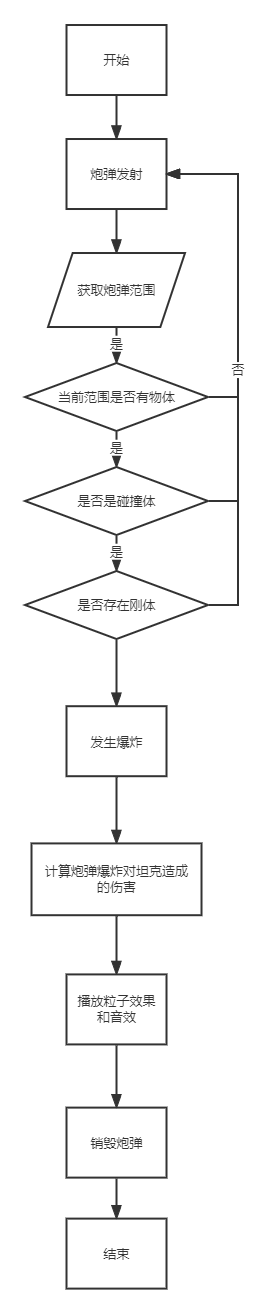 开始
炮弹发射
获取炮弹范围
是
否
当前范围是否有物体
是
是否是碰撞体
是
是否存在刚体
发生爆炸
计算炮弹爆炸对坦克造成
的伤害
播放粒子效果
和音效
销毁炮弹
结束